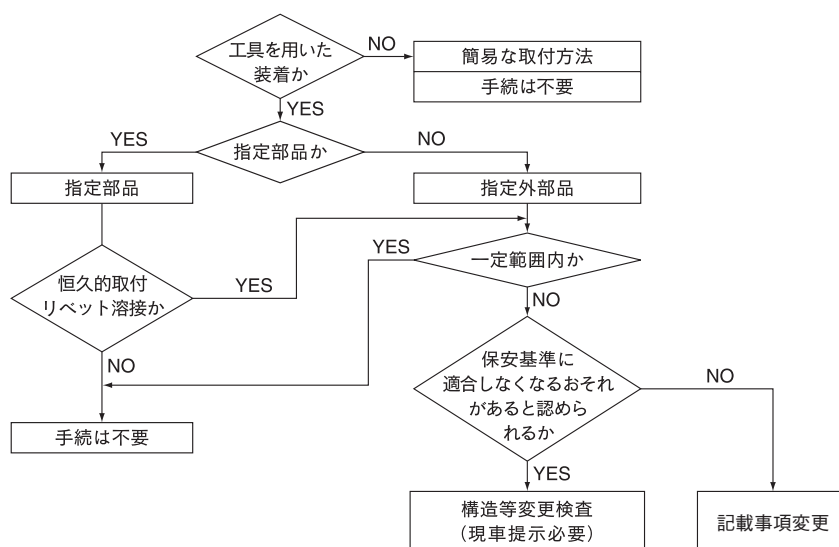 工具を用いた
装着か
NO
簡易な取付方法
手続は不要
YES
YES
指定部品か
NO
指定部品
指定外部品
YES
一定範囲内か
恒久的取付
リベット溶接か
YES
NO
NO
保安基準に
適合しなくなるおそれ
があると認めら
れるか
NO
手続は不要
YES
構造等変更検査
（現車提示必要）
記載事項変更